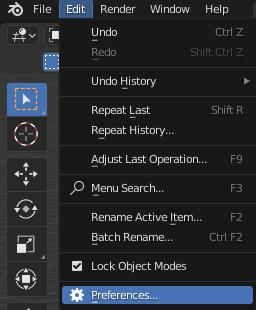 File Edit Render Window Help
Undo Ctrl Z
Redo Shift Ctrl Z
Undo History
Repeat Last Shift R
Repeat History...
Adjust Last Operation... F9
Menu Search... F3
Rename Active Item... F2
Batch Rename... Ctrl F2
Lock Object Modes
Preferences...